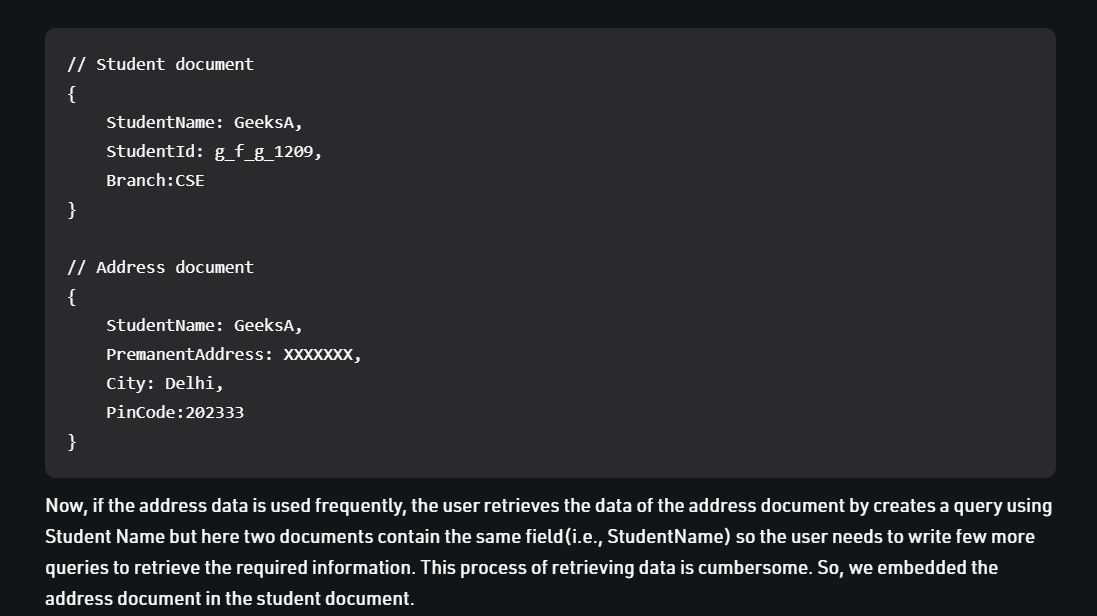 // Student document
{
    StudentName: GeeksA,
    StudentId: g_f_g_1209,
    Branch:CSE
}

// Address document
{
    StudentName: GeeksA,
    PremanentAddress: XXXXXXX,
    City: Delhi,
    PinCode:202333
}
Now, if the address data is used frequently, the user retrieves the data of the address document by creates a query using
Student Name but here two documents contain the same field(i.e., StudentName) so the user needs to write few more
queries to retrieve the required information. This process of retrieving data is cumbersome. So, we embedded the
address document in the student document.